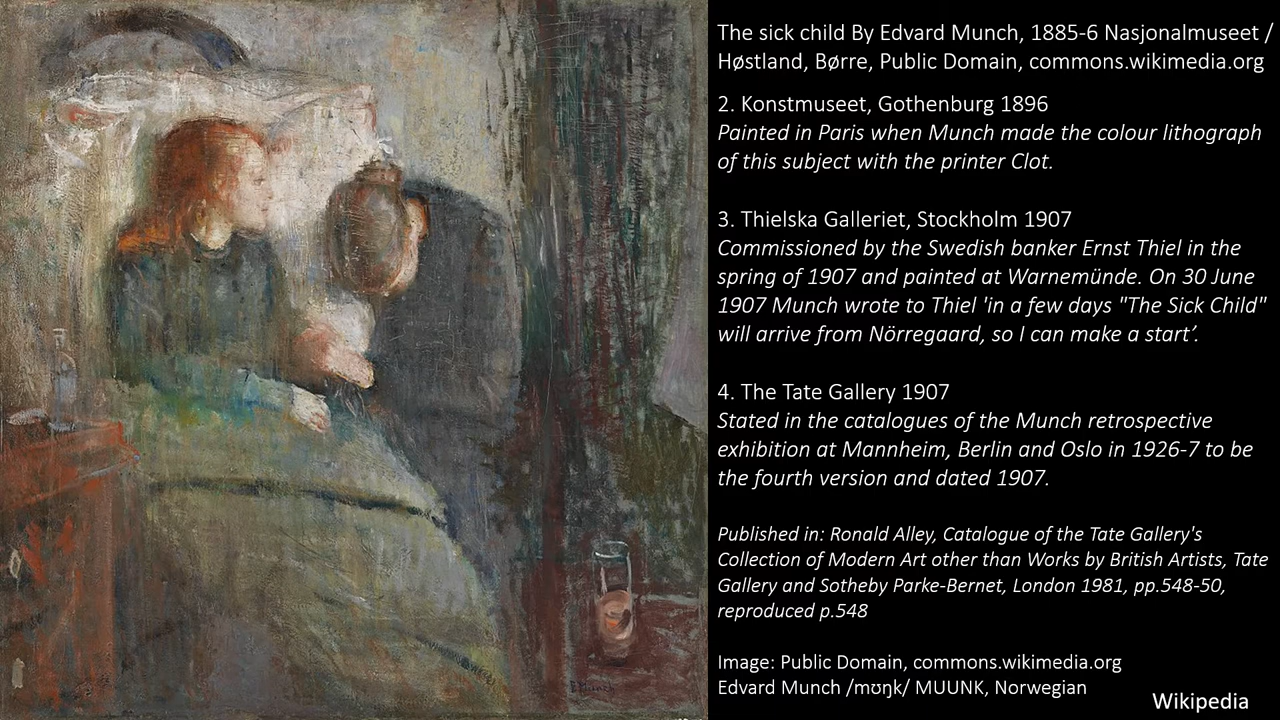 The sick child By Edvard Munch, 1885-6 Nasjonalmuseet /
Høstland, Børre, Public Domain, commons.wikimedia.org
2. Konstmuseet, Gothenburg 1896
Painted in Paris when Munch made the colour lithograph
of this subject with the printer Clot.
3. Thielska Galleriet, Stockholm 1907
Commissioned by the Swedish banker Ernst Thiel in the
spring of 1907 and painted at Warnemünde. On 30 June
1907 Munch wrote to Thiel 'in a few days "The Sick Child"
will arrive from Nörregaard, so I can make a start’.
4. The Tate Gallery 1907
Stated in the catalogues of the Munch retrospective
exhibition at Mannheim, Berlin and Oslo in 1926-7 to be
the fourth version and dated 1907.
Published in: Ronald Alley, Catalogue of the Tate Gallery's
Collection of Modern Art other than Works by British Artists, Tate
Gallery and Sotheby Parke-Bernet, London 1981, pp.548-50,
reproduced p.548
Image: Public Domain, commons.wikimedia.org
Edvard Munch /mʊŋk/ MUUNK, Norwegian
Wikipedia
E. Munch